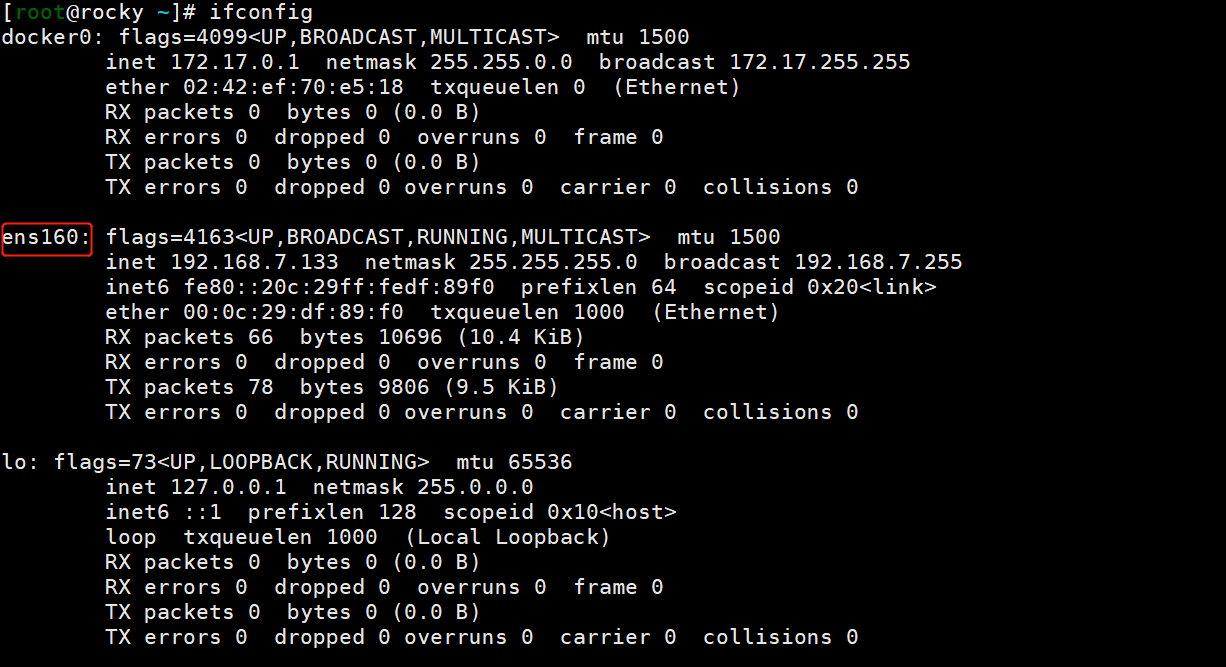 [root@rocky ~]# ifconfig
docker0: flags=4099<UP,BROADCAST,MULTICAST>  mtu 1500
        inet 172.17.0.1  netmask 255.255.0.0  broadcast 172.17.255.255
        ether 02:42:ef:70:e5:18  txqueuelen 0  (Ethernet)
        RX packets 0  bytes 0 (0.0 B)
        RX errors 0  dropped 0  overruns 0  frame 0
        TX packets 0  bytes 0 (0.0 B)
        TX errors 0  dropped 0 overruns 0  carrier 0  collisions 0

ens160: flags=4163<UP,BROADCAST,RUNNING,MULTICAST>  mtu 1500
        inet 192.168.7.133  netmask 255.255.255.0  broadcast 192.168.7.255
        inet6 fe80::20c:29ff:fedf:89f0  prefixlen 64  scopeid 0x20<link>
        ether 00:0c:29:df:89:f0  txqueuelen 1000  (Ethernet)
        RX packets 66  bytes 10696 (10.4 KiB)
        RX errors 0  dropped 0  overruns 0  frame 0
        TX packets 78  bytes 9806 (9.5 KiB)
        TX errors 0  dropped 0 overruns 0  carrier 0  collisions 0

lo: flags=73<UP,LOOPBACK,RUNNING>  mtu 65536
        inet 127.0.0.1  netmask 255.0.0.0
        inet6 ::1  prefixlen 128  scopeid 0x10<host>
        loop  txqueuelen 1000  (Local Loopback)
        RX packets 0  bytes 0 (0.0 B)
        RX errors 0  dropped 0  overruns 0  frame 0
        TX packets 0  bytes 0 (0.0 B)
        TX errors 0  dropped 0 overruns 0  carrier 0  collisions 0